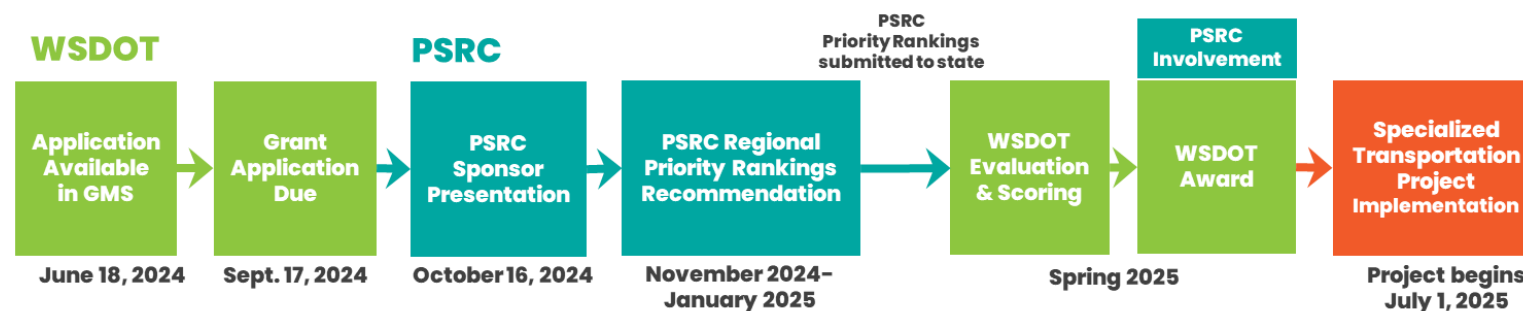 WSDOT
Application
Available
in GMS
June 18, 2024
Grant
Application
Due
Sept. 17, 2024
PSRC
PSRC
Sponsor
Presentation
October 16, 2024
PSRC Regional
Priority Rankings
Recommendation
November 2024–
January 2025
PSRC
Priority Rankings
submitted to state
WSDOT
Evaluation
& Scoring
PSRC
Involvement
WSDOT
Award
Spring 2025
Specialized
Transportation
Project
Implementation
Project begins
July 1, 2025